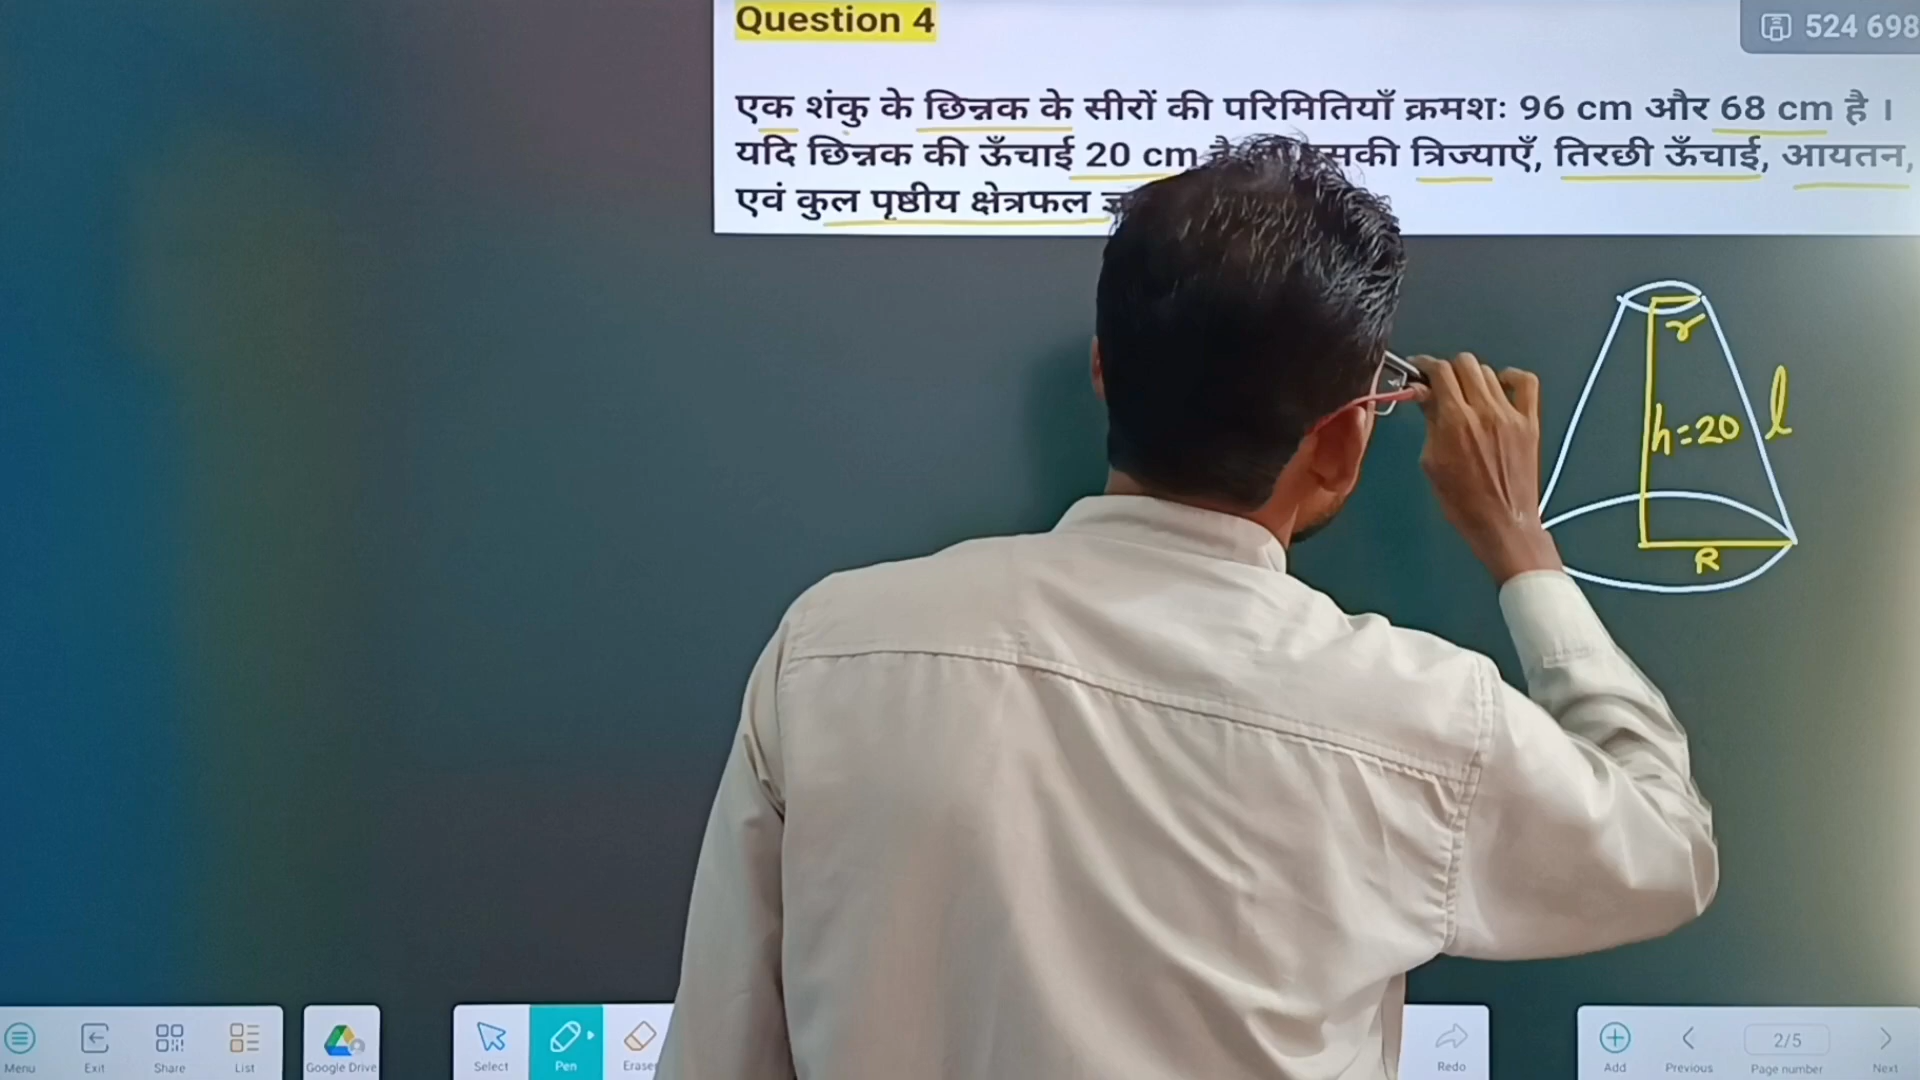 Question 4
524 698
एक शंकु के छिन्नक के सीरों की परिमितियाँ क्रमशः 96 cm और 68 cm है ।
यदि छिन्नक की ऊँचाई 20 cm त्रिज्याएँ, तिरछी ऊँचाई, आयतन,
एवं कुल पृष्ठीय क्षेत्रफल
r
h=20
l
R
Menu
Exit
Share
List
Google Drive
Select
Pen
Eraser
Redo
Add
Previous
2/5
Page number
Next